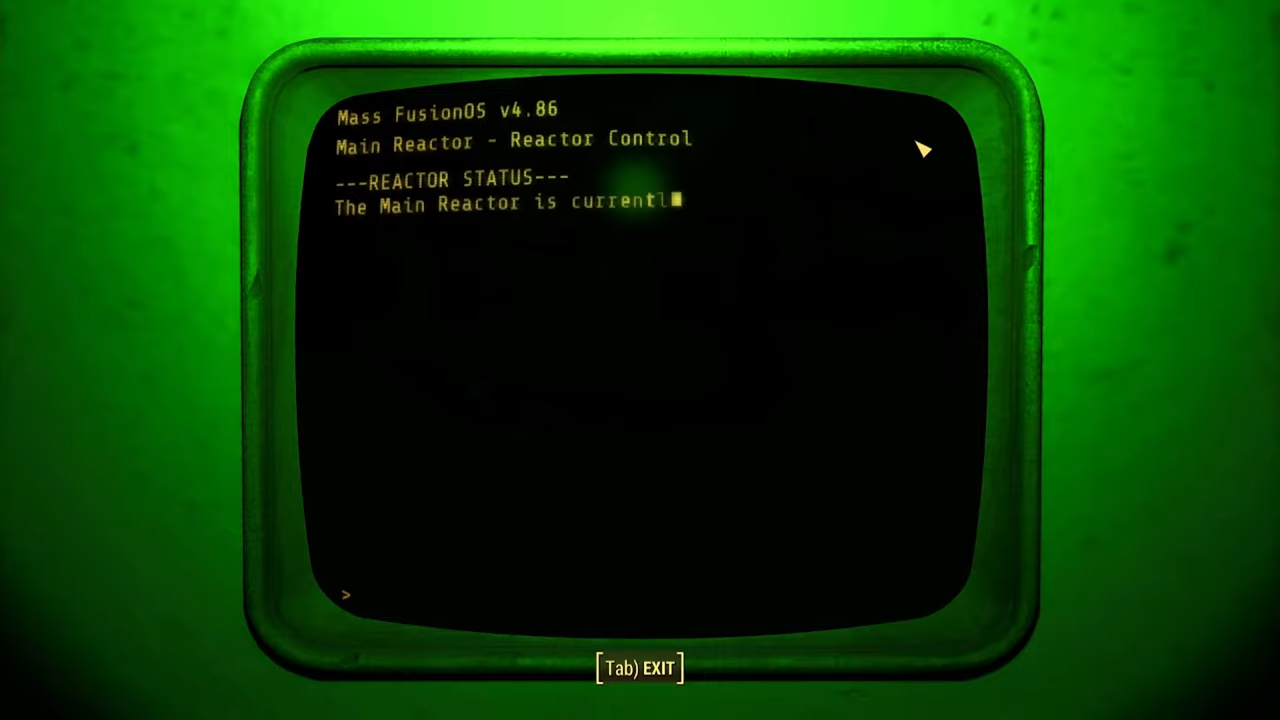 Mass FusionOS v4.86
Main Reactor - Reactor Control
---REACTOR STATUS---
The Main Reactor is currentl
>
[Tab) EXIT]